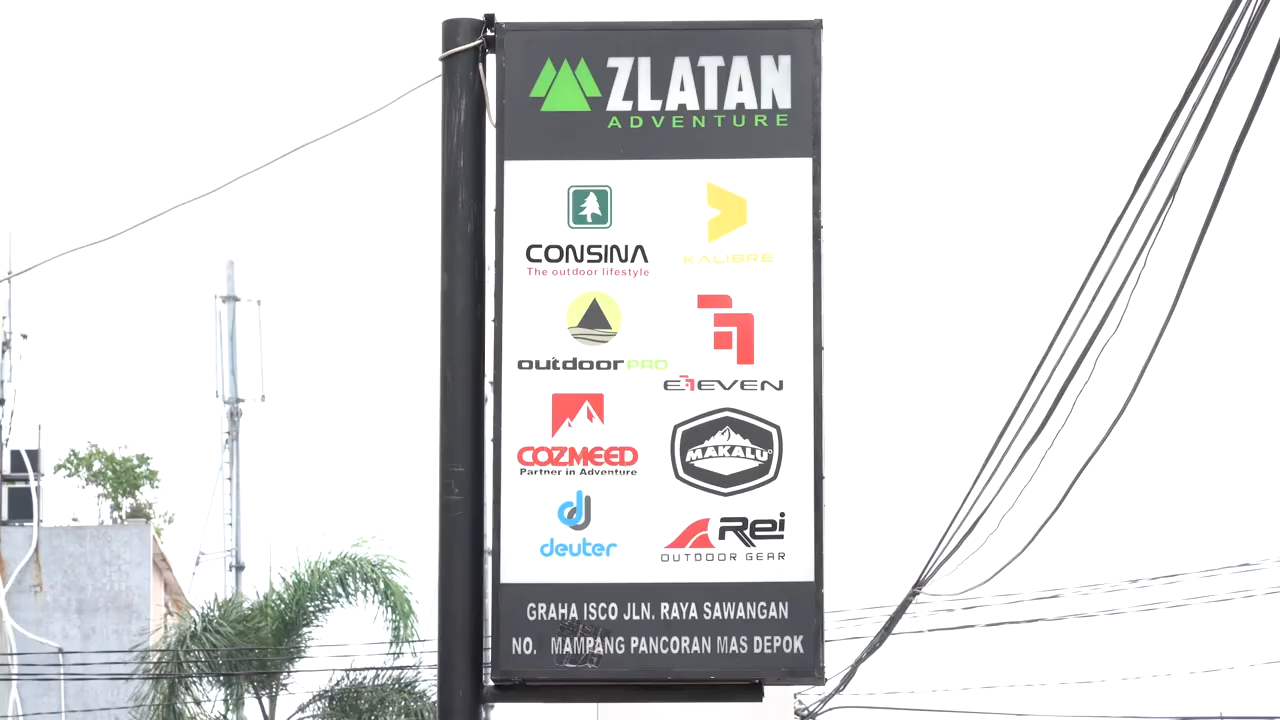 ZLATAN
ADVENTURE
CONSINA
The outdoor lifestyle
KALIBRE
outdoor PRO
E11EVEN
COZMEED
Partner in Adventure
MAKALU
deuter
Rei
OUTDOOR GEAR
GRAHA ISCO JLN. RAYA SAWANGAN
NO. MAMPANG PANCORAN MAS DEPOK